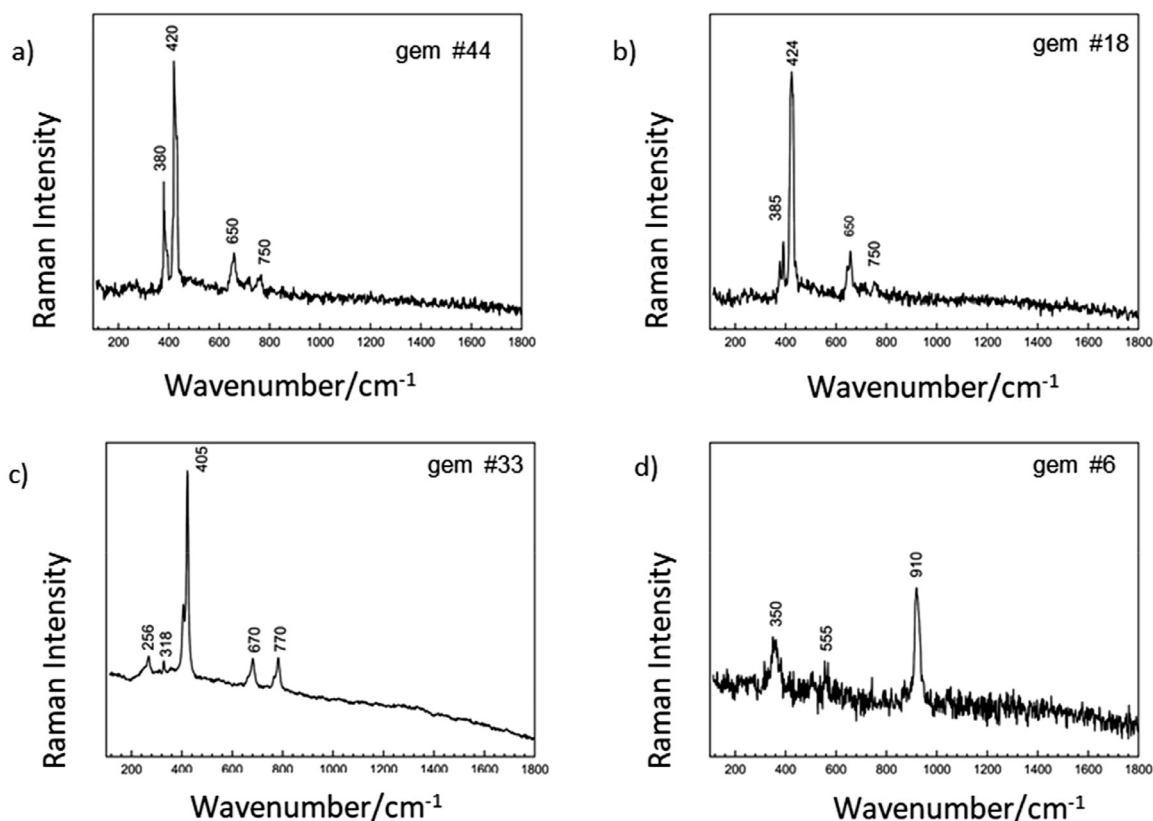 a)
gem #44
420
380
650
750
Raman Intensity
200 400 600 800 1000 1200 1400 1600 1800
Wavenumber/cm⁻¹
b)
gem #18
424
385
650
750
Raman Intensity
200 400 600 800 1000 1200 1400 1600 1800
Wavenumber/cm⁻¹
c)
gem #33
405
256
318
670
770
Raman Intensity
200 400 600 800 1000 1200 1400 1600 1800
Wavenumber/cm⁻¹
d)
gem #6
910
350
555
Raman Intensity
200 400 600 800 1000 1200 1400 1600 1800
Wavenumber/cm⁻¹